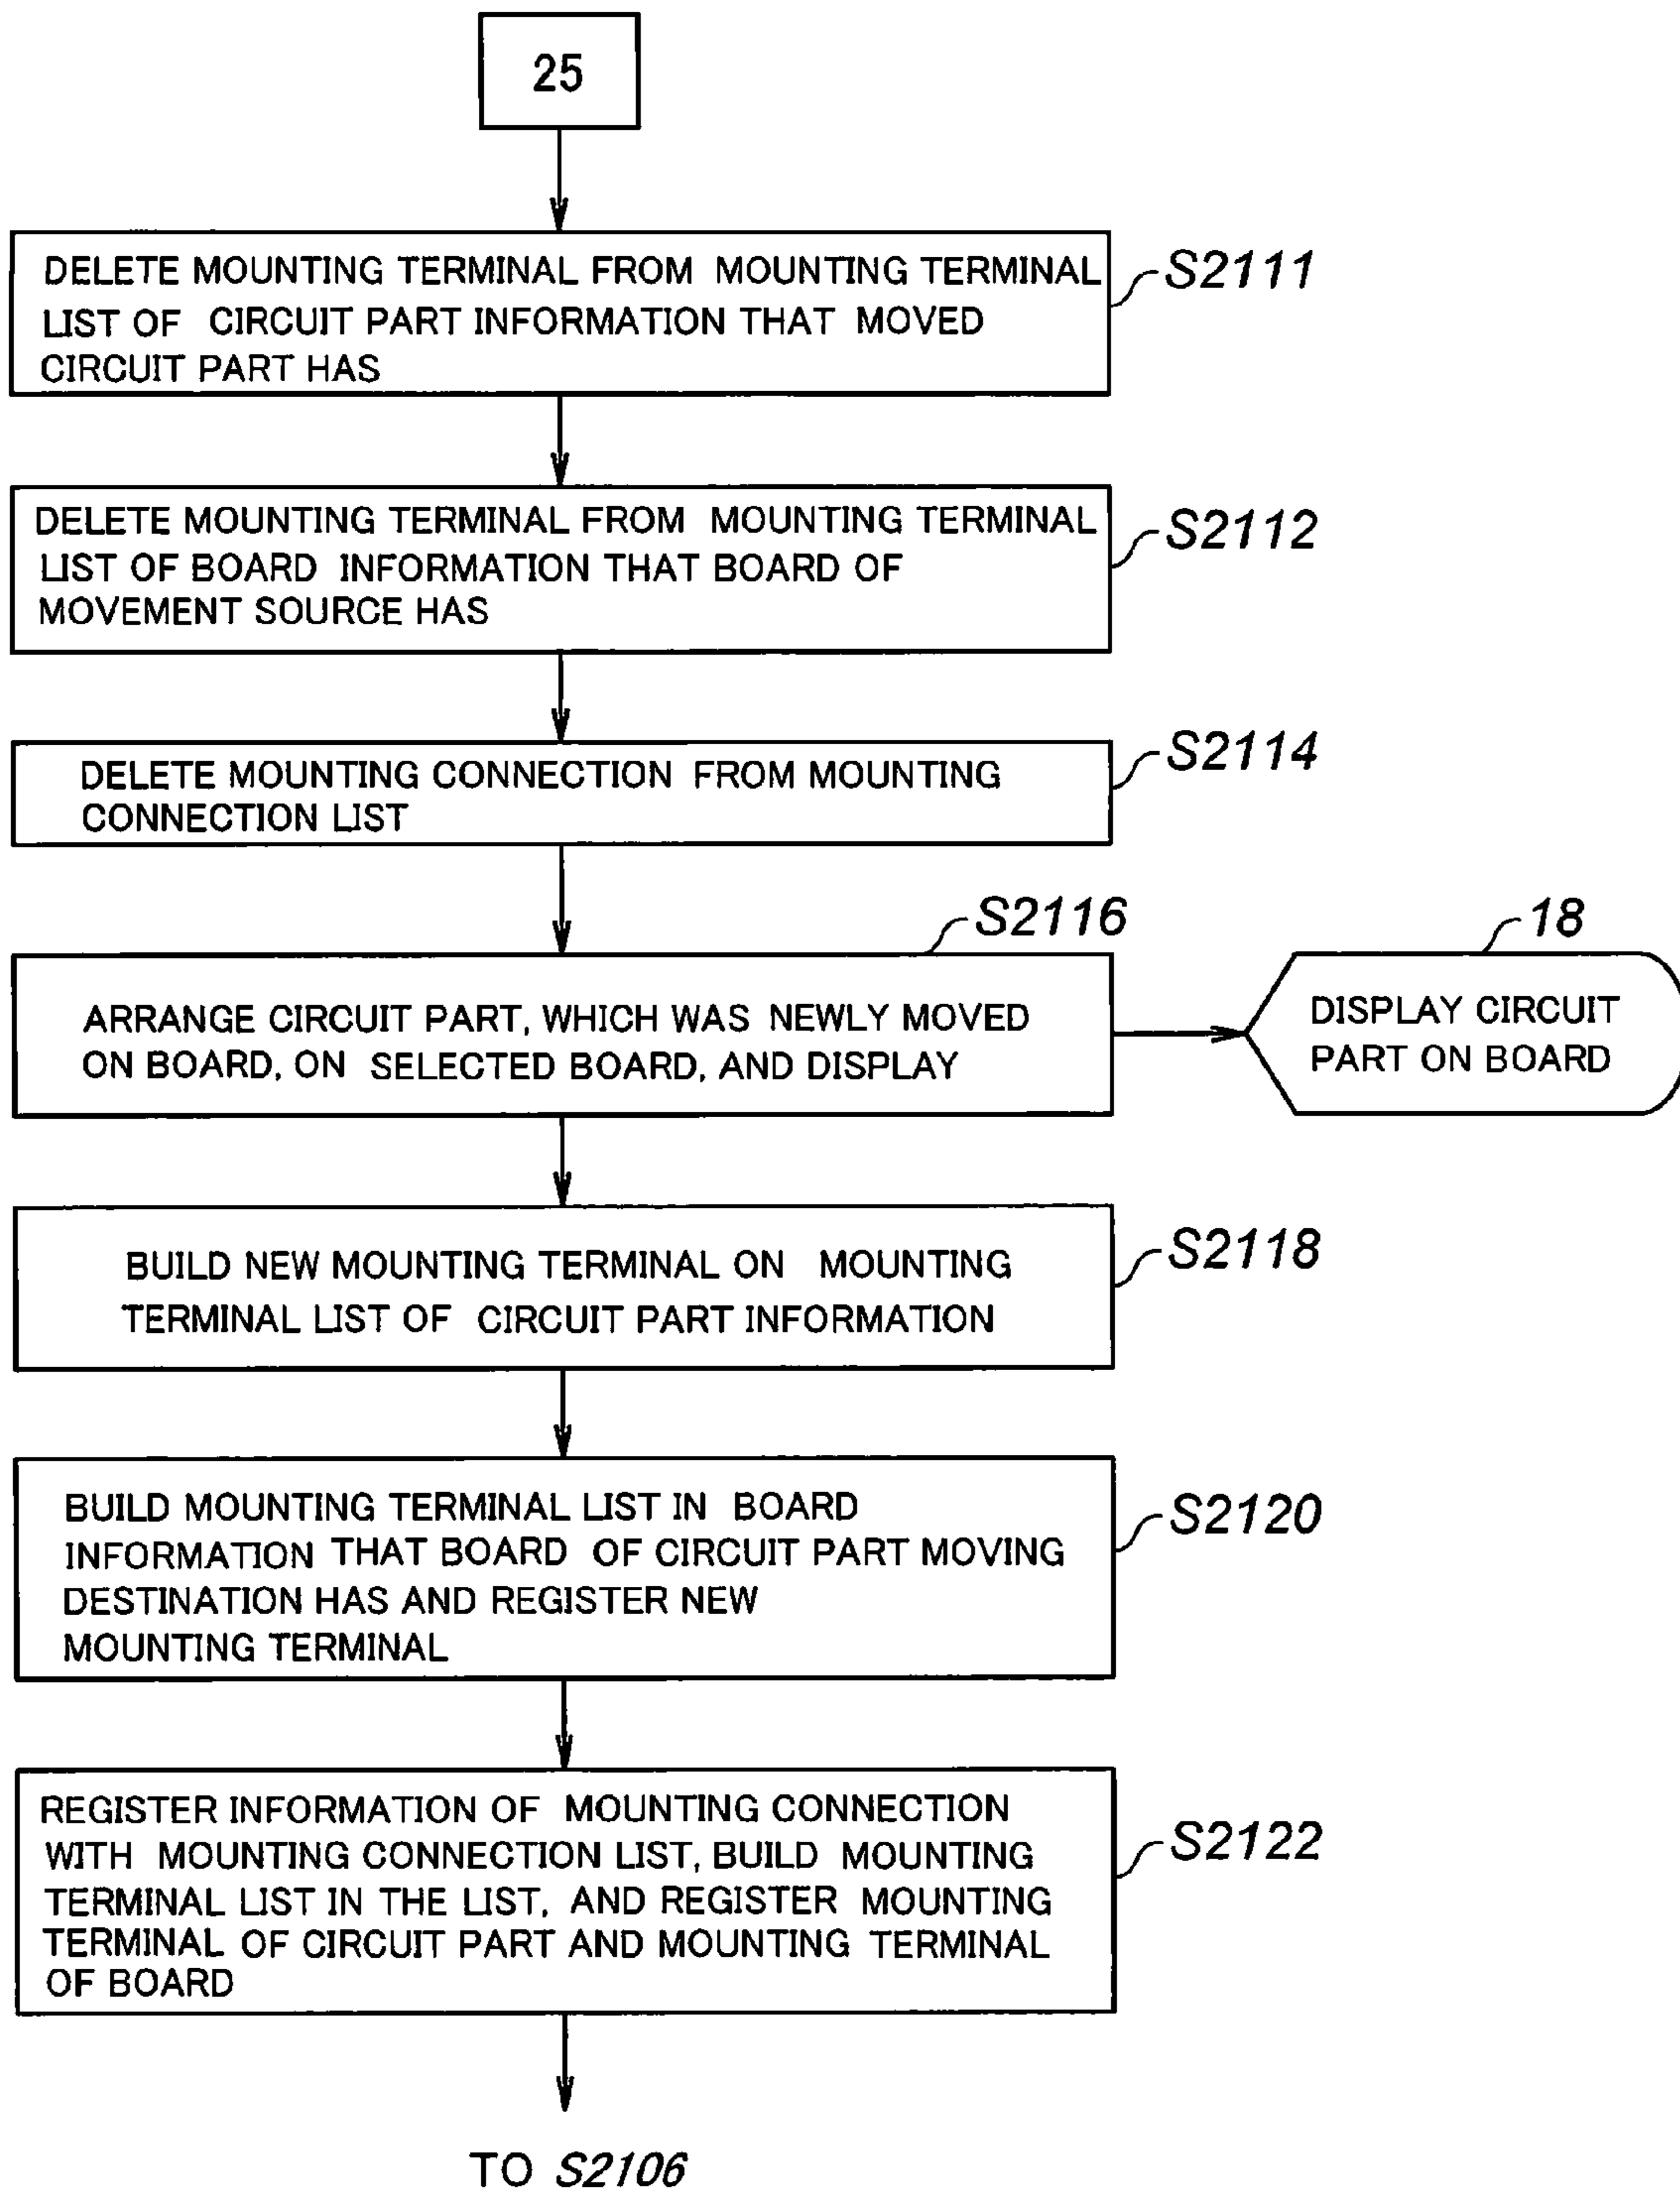 25
DELETE MOUNTING TERMINAL FROM MOUNTING TERMINAL
LIST OF CIRCUIT PART INFORMATION THAT MOVED
CIRCUIT PART HAS
S2111
DELETE MOUNTING TERMINAL FROM MOUNTING TERMINAL
LIST OF BOARD INFORMATION THAT BOARD OF
MOVEMENT SOURCE HAS
S2112
DELETE MOUNTING CONNECTION FROM MOUNTING
CONNECTION LIST
S2114
S2116
ARRANGE CIRCUIT PART, WHICH WAS NEWLY MOVED
ON BOARD, ON SELECTED BOARD, AND DISPLAY
18
DISPLAY CIRCUIT
PART ON BOARD
BUILD NEW MOUNTING TERMINAL ON MOUNTING
TERMINAL LIST OF CIRCUIT PART INFORMATION
S2118
BUILD MOUNTING TERMINAL LIST IN BOARD
INFORMATION THAT BOARD OF CIRCUIT PART MOVING
DESTINATION HAS AND REGISTER NEW
MOUNTING TERMINAL
S2120
REGISTER INFORMATION OF MOUNTING CONNECTION
WITH MOUNTING CONNECTION LIST, BUILD MOUNTING
TERMINAL LIST IN THE LIST, AND REGISTER MOUNTING
TERMINAL OF CIRCUIT PART AND MOUNTING TERMINAL
OF BOARD
S2122
TO S2106